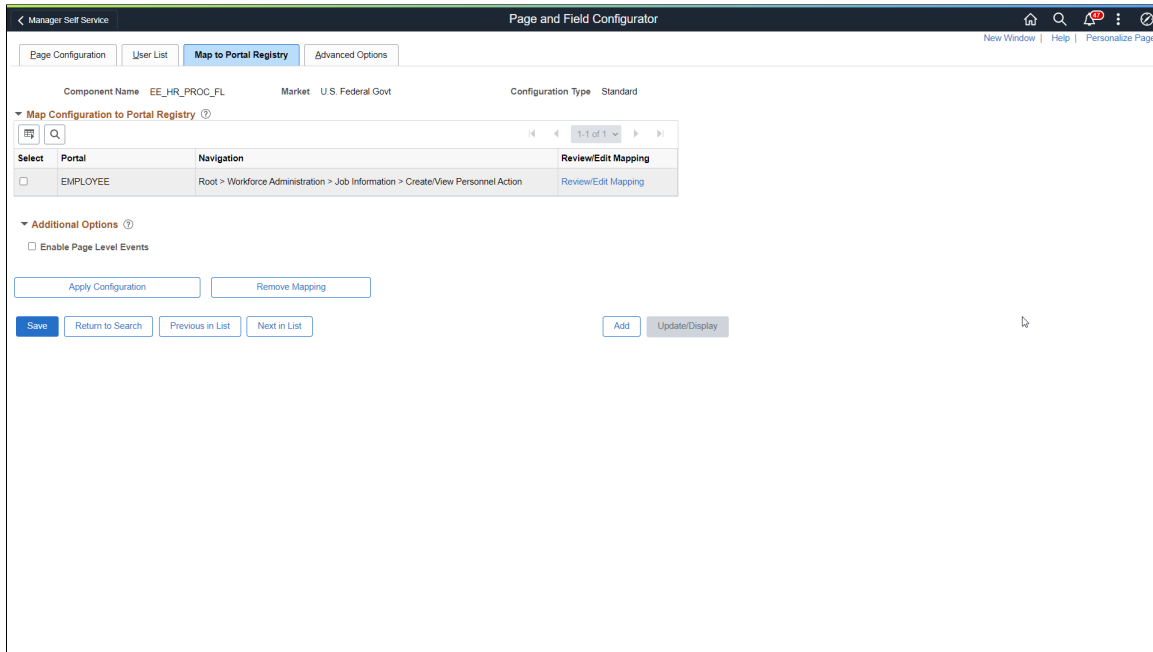 Manager Self Service
Page and Field Configurator
47
New Window | Help | Personalize Page
Page Configuration
User List
Map to Portal Registry
Advanced Options
Component Name EE_HR_PROC_FL Market U.S. Federal Govt Configuration Type Standard
Map Configuration to Portal Registry
1-1 of 1
Select Portal Navigation Review/Edit Mapping
EMPLOYEE Root > Workforce Administration > Job Information > Create/View Personnel Action Review/Edit Mapping
Additional Options
Enable Page Level Events
Apply Configuration
Remove Mapping
Save
Return to Search
Previous in List
Next in List
Add
Update/Display